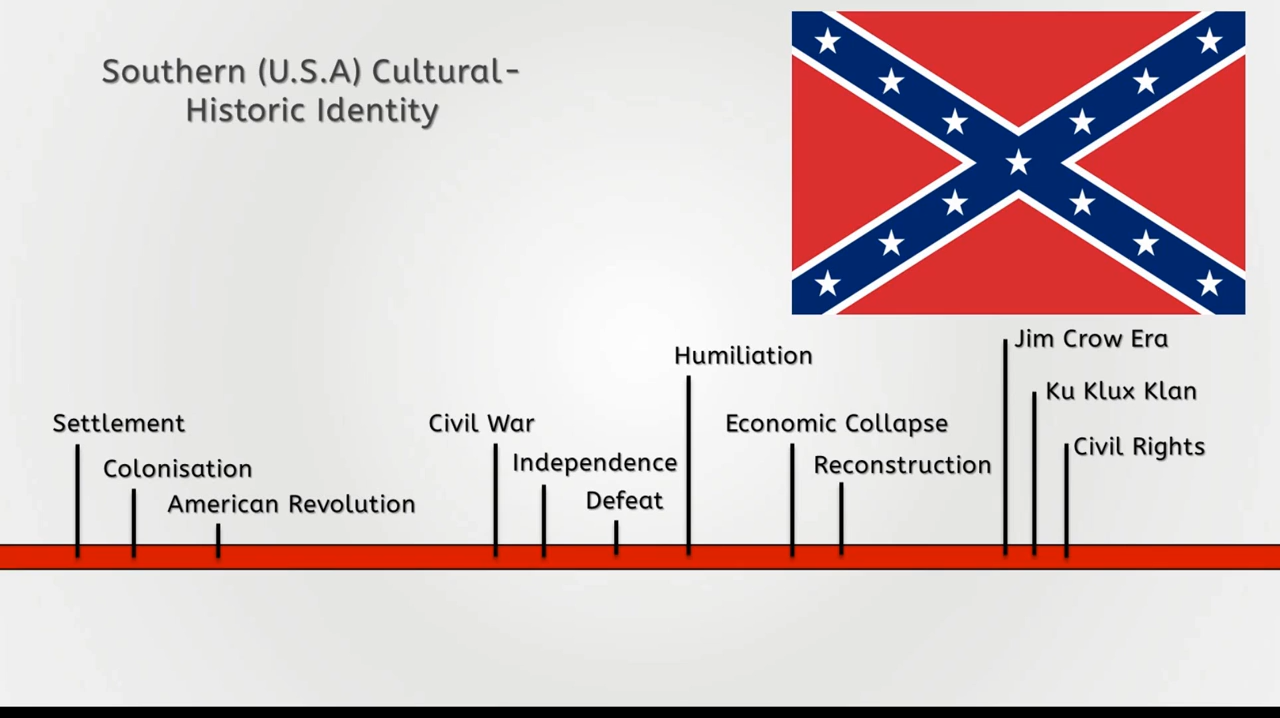 Southern (U.S.A) Cultural-
Historic Identity
Settlement
Colonisation
American Revolution
Civil War
Independence
Defeat
Humiliation
Economic Collapse
Reconstruction
Jim Crow Era
Ku Klux Klan
Civil Rights